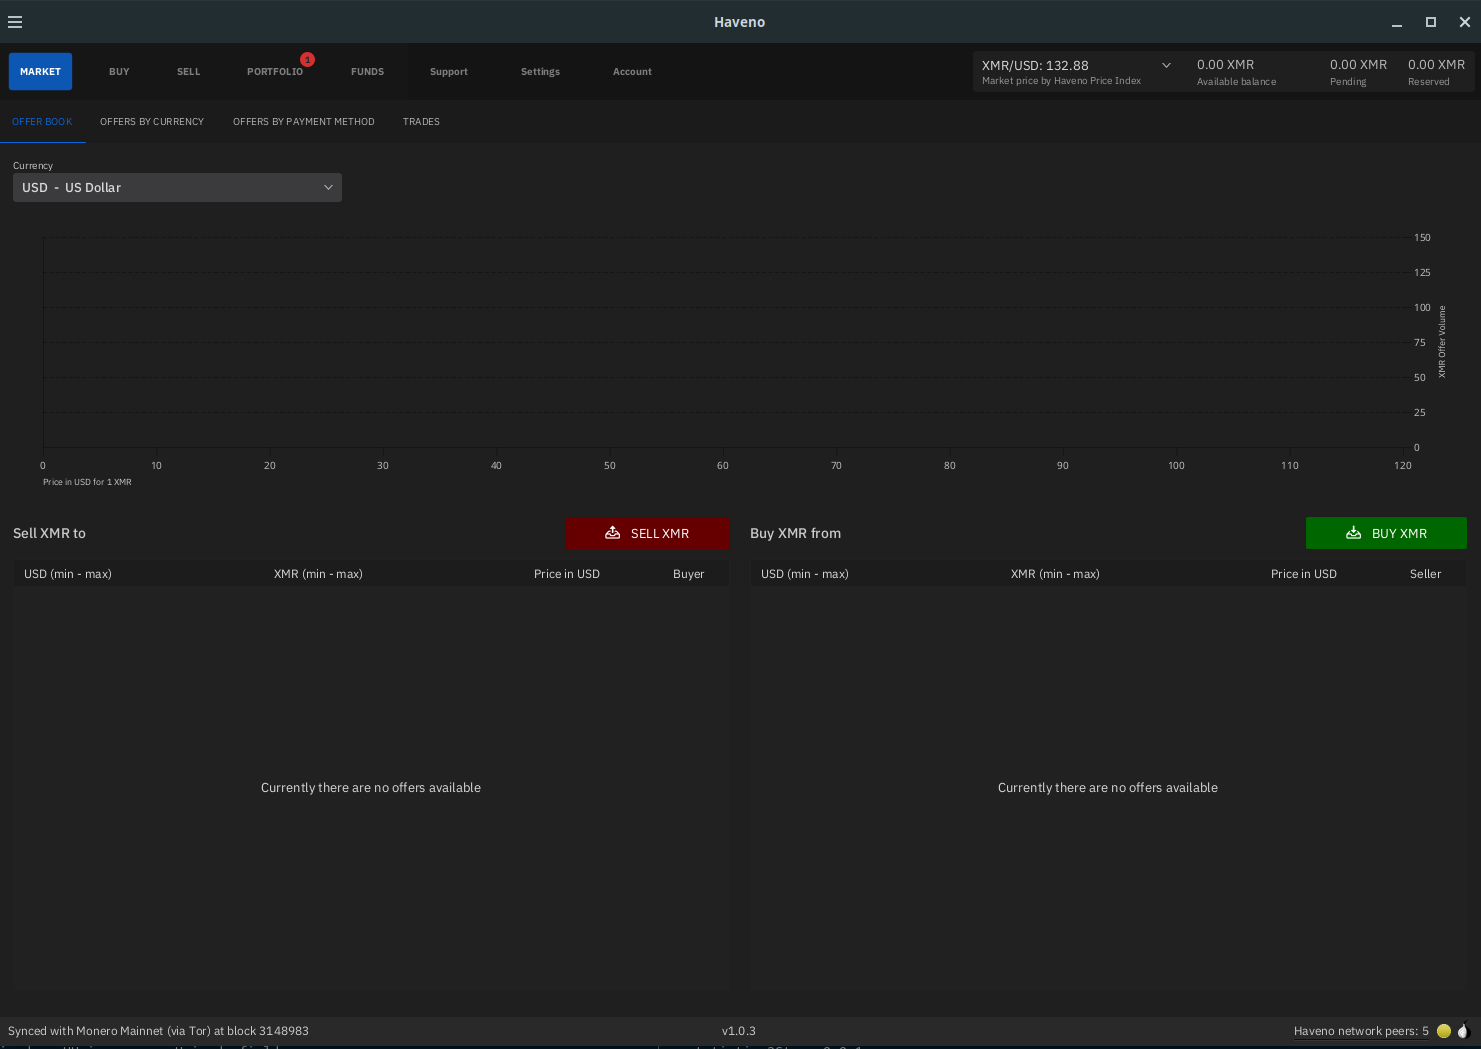 Haveno
MARKET BUY SELL PORTFOLIO 1 FUNDS Support Settings Account
XMR/USD: 132.88 0.00 XMR 0.00 XMR 0.00 XMR
Market price by Haveno Price Index Available balance Pending Reserved
OFFER BOOK OFFERS BY CURRENCY OFFERS BY PAYMENT METHOD TRADES
Currency
USD - US Dollar
150
125
100
75
50
25
0
XMR Offer Volume
0 10 20 30 40 50 60 70 80 90 100 110 120
Price in USD for 1 XMR
Sell XMR to SELL XMR Buy XMR from BUY XMR
USD (min - max) XMR (min - max) Price in USD Buyer USD (min - max) XMR (min - max) Price in USD Seller
Currently there are no offers available Currently there are no offers available
Synced with Monero Mainnet (via Tor) at block 3148983 v1.0.3 Haveno network peers: 5